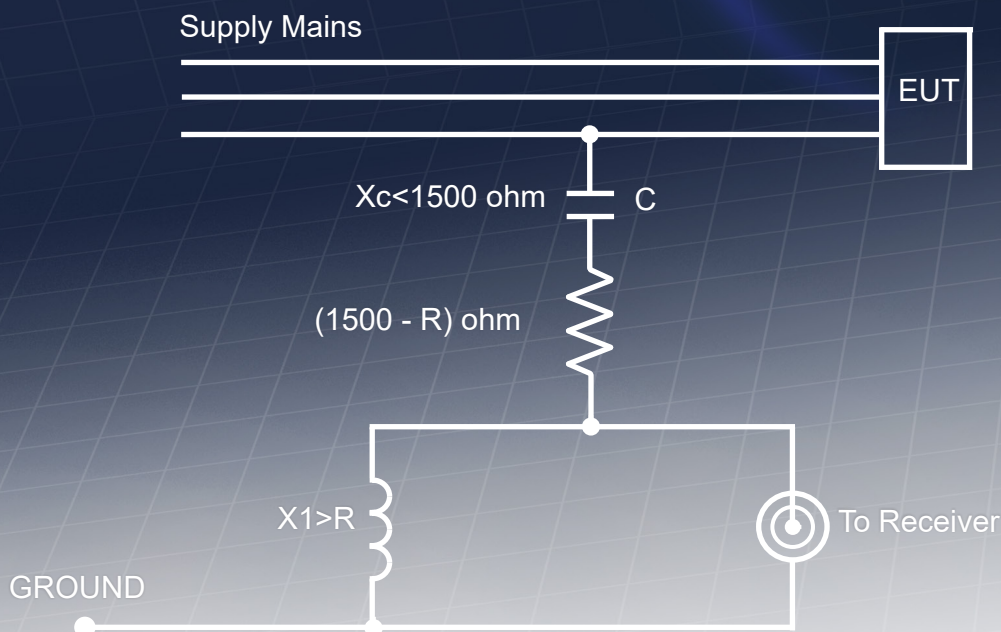 Supply Mains
EUT
Xc<1500 ohm
C
(1500 - R) ohm
X1>R
To Receiver
GROUND